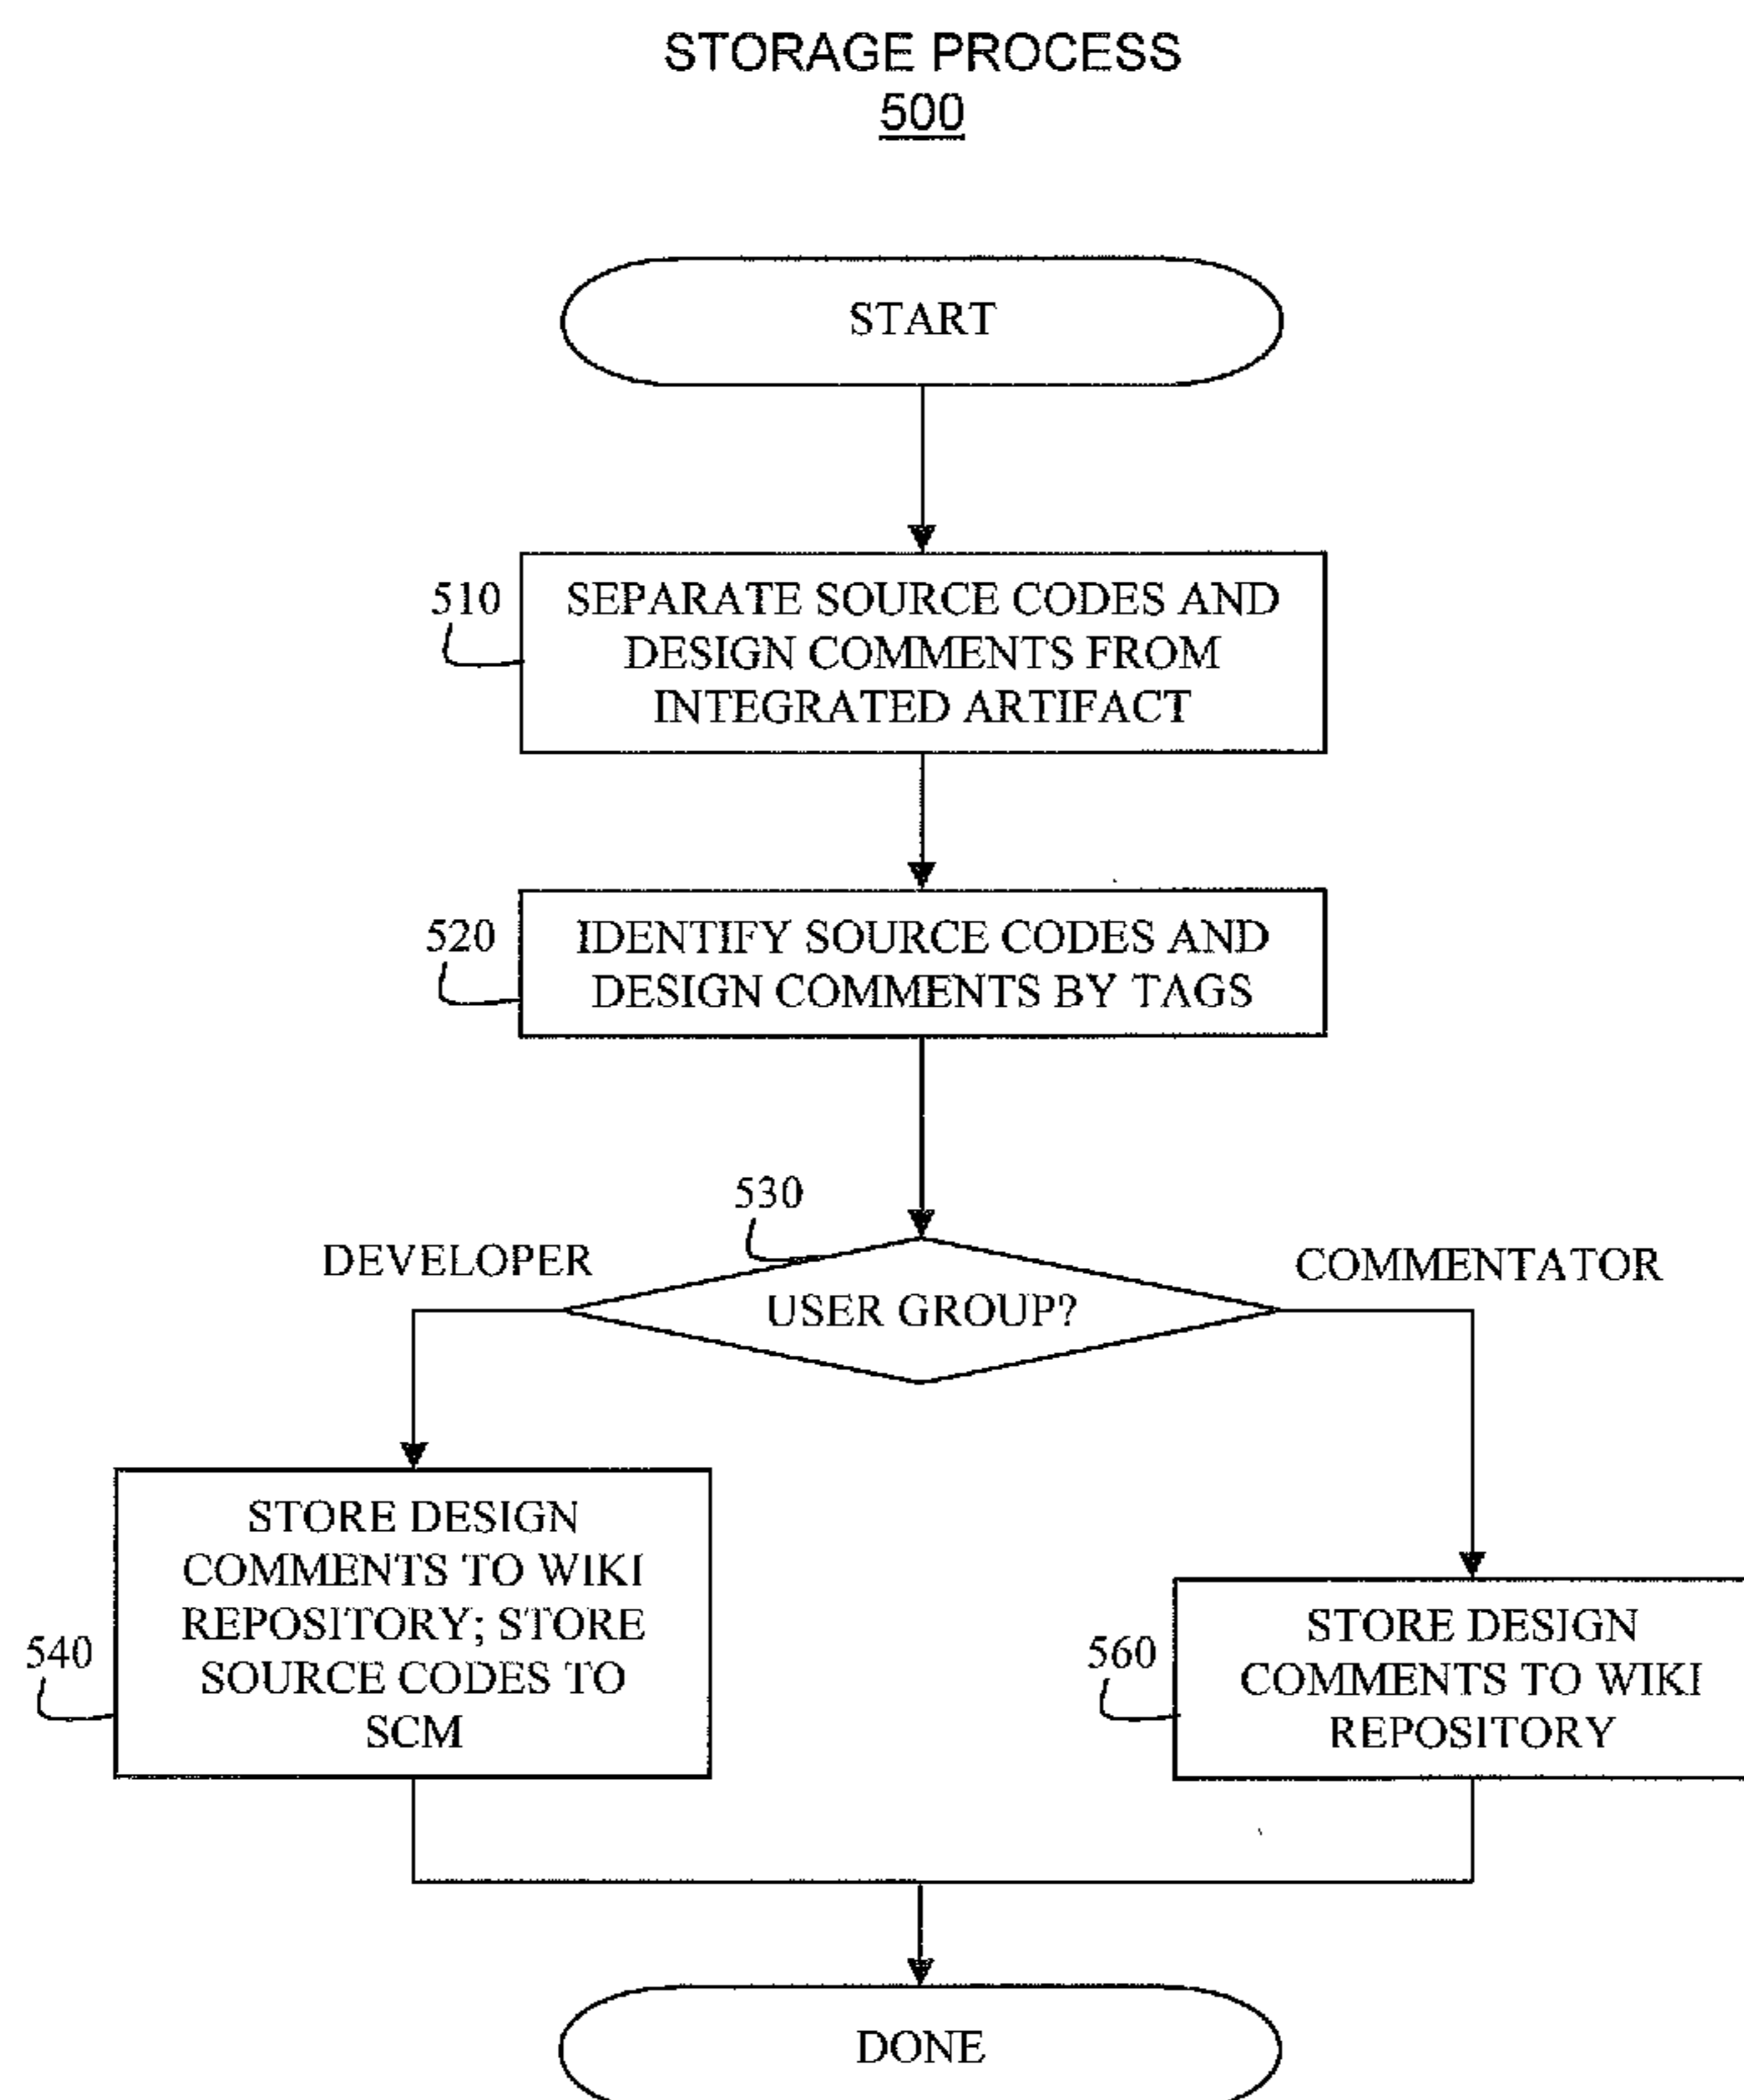 STORAGE PROCESS
500
START
510
SEPARATE SOURCE CODES AND
DESIGN COMMENTS FROM
INTEGRATED ARTIFACT
520
IDENTIFY SOURCE CODES AND
DESIGN COMMENTS BY TAGS
530
DEVELOPER
COMMENTATOR
USER GROUP?
540
STORE DESIGN
COMMENTS TO WIKI
REPOSITORY; STORE
SOURCE CODES TO
SCM
560
STORE DESIGN
COMMENTS TO WIKI
REPOSITORY
DONE